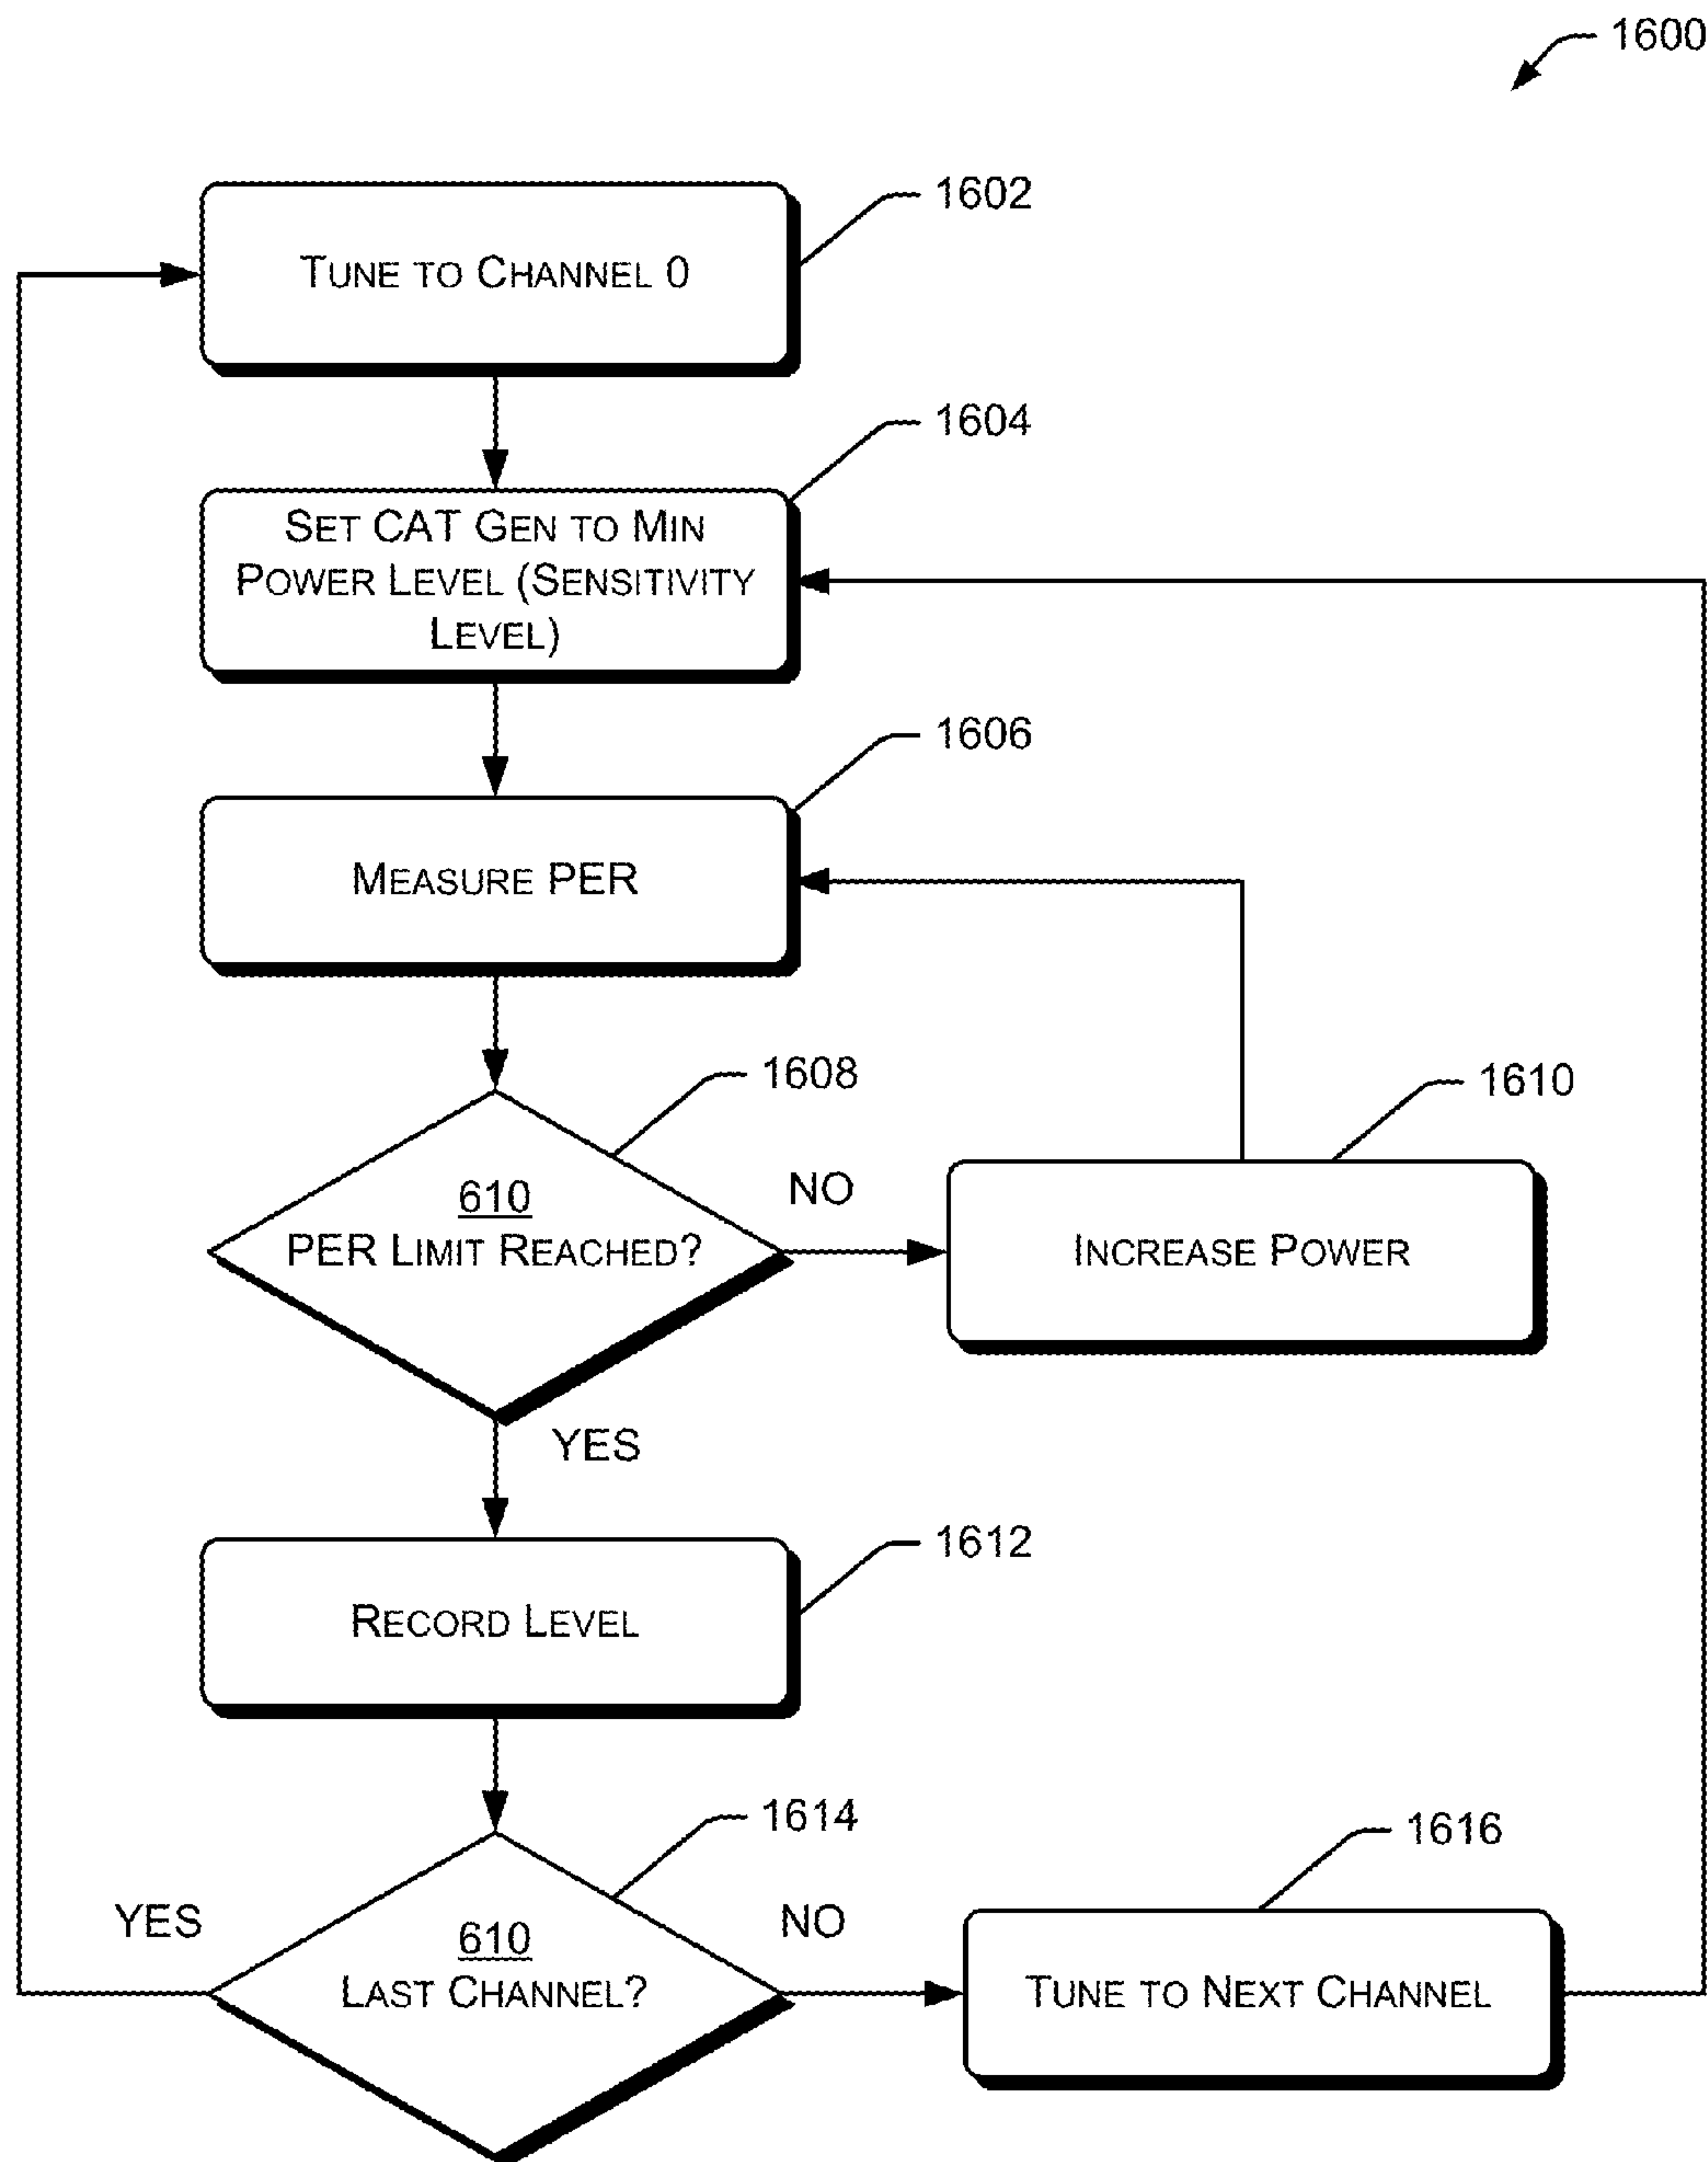 1600
1602
TUNE TO CHANNEL 0
1604
SET CAT GEN TO MIN
POWER LEVEL (SENSITIVITY
LEVEL)
1606
MEASURE PER
1608
610
PER LIMIT REACHED?
NO
1610
INCREASE POWER
YES
1612
RECORD LEVEL
1614
YES
610
LAST CHANNEL?
NO
1616
TUNE TO NEXT CHANNEL